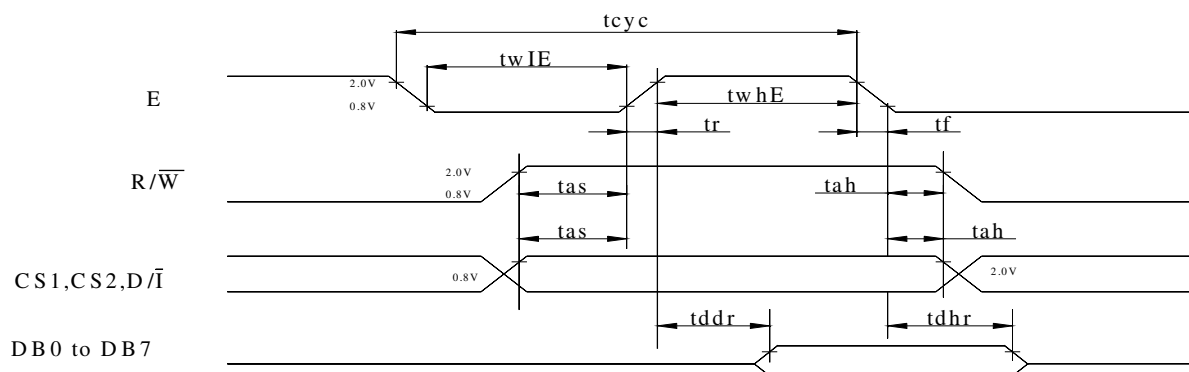 tcyc
twIE
2.0V
E
twhE
0.8V
tr
tf
R/W̅
2.0V
tas
tah
0.8V
tas
tah
CS1,CS2,D/I̅
0.8V
2.0V
tddr
tdhr
DB0 to DB7